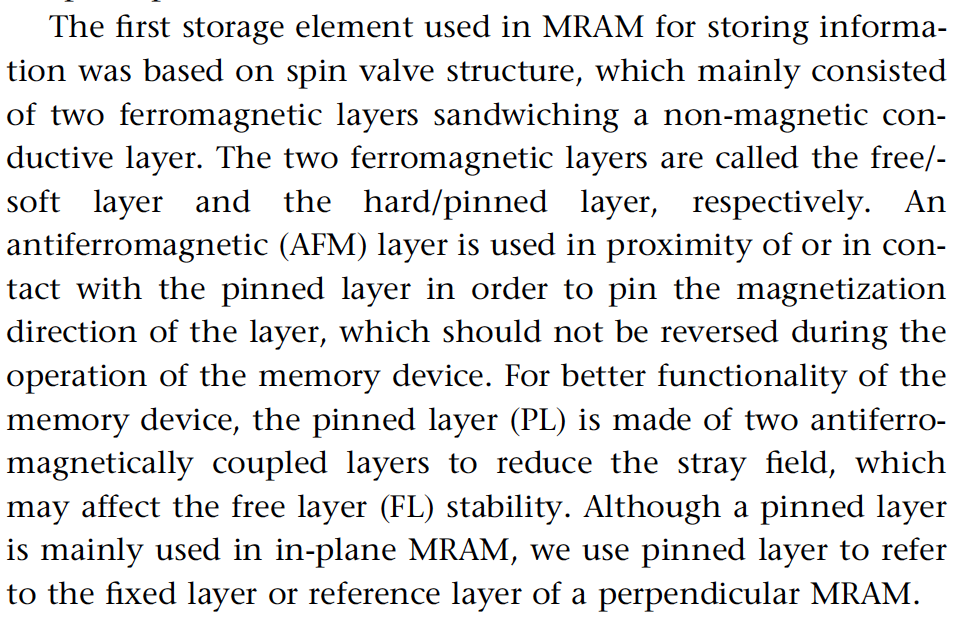 The first storage element used in MRAM for storing informa-
tion was based on spin valve structure, which mainly consisted
of two ferromagnetic layers sandwiching a non-magnetic con-
ductive layer. The two ferromagnetic layers are called the free/-
soft layer and the hard/pinned layer, respectively. An
antiferromagnetic (AFM) layer is used in proximity of or in con-
tact with the pinned layer in order to pin the magnetization
direction of the layer, which should not be reversed during the
operation of the memory device. For better functionality of the
memory device, the pinned layer (PL) is made of two antiferro-
magnetically coupled layers to reduce the stray field, which
may affect the free layer (FL) stability. Although a pinned layer
is mainly used in in-plane MRAM, we use pinned layer to refer
to the fixed layer or reference layer of a perpendicular MRAM.